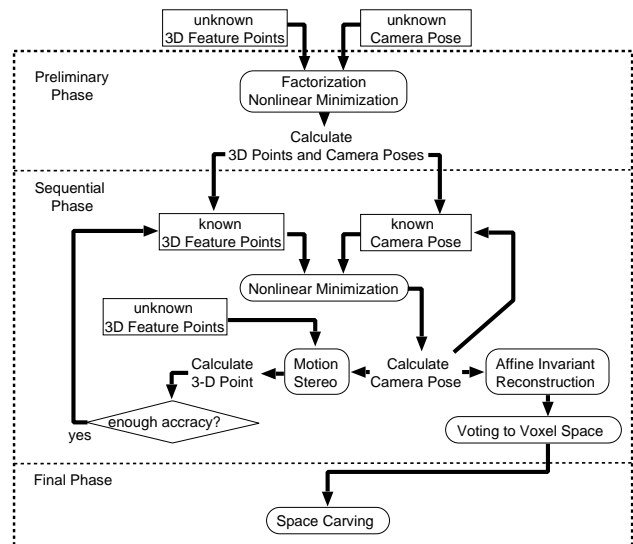 unknown
3D Feature Points
unknown
Camera Pose
Preliminary
Phase
Factorization
Nonlinear Minimization
Calculate
3D Points and Camera Poses
Sequential
Phase
known
3D Feature Points
known
Camera Pose
Nonlinear Minimization
unknown
3D Feature Points
Calculate
3-D Point
Motion
Stereo
Calculate
Camera Pose
Affine Invariant
Reconstruction
enough accracy?
yes
Voting to Voxel Space
Final Phase
Space Carving